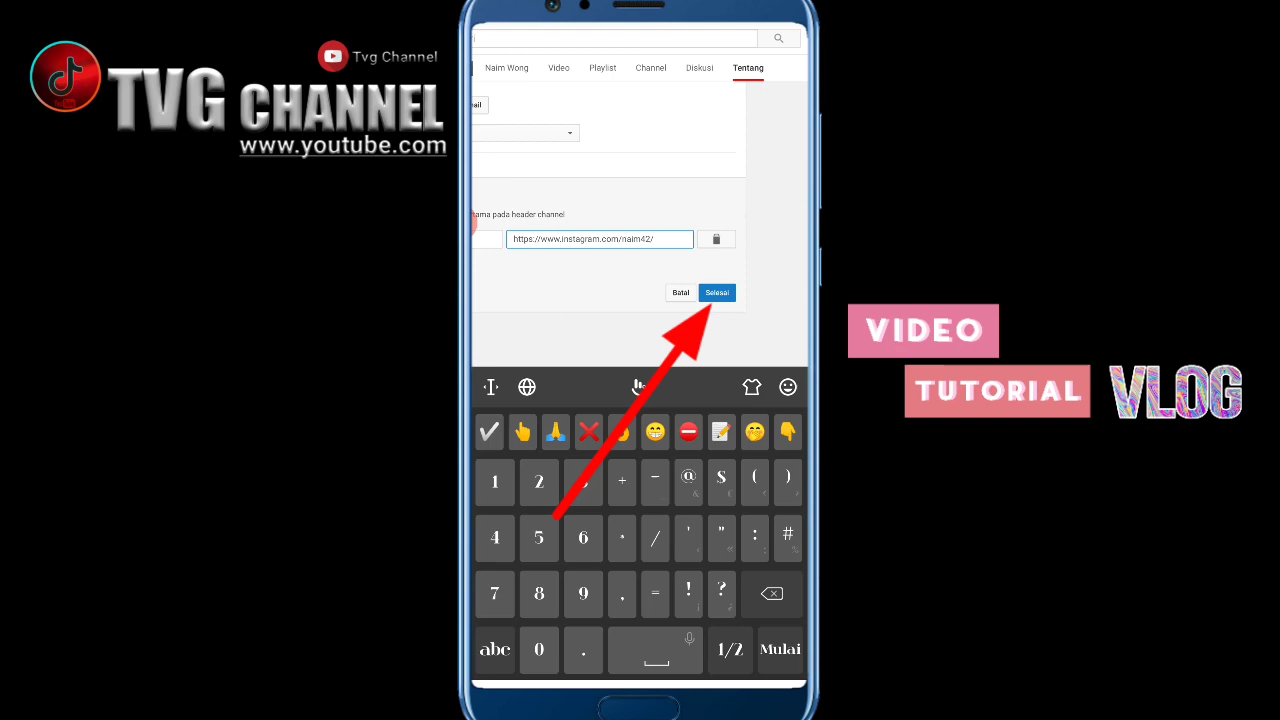 Tvg Channel
TVG CHANNEL
www.youtube.com
Naim Wong Video Playlist Channel Diskusi Tentang
ail
tama pada header channel
https://www.instagram.com/naim42/
Batal Selesai
VIDEO
TUTORIAL VLOG
1 2 + - @ $ ( )
&
4 5 6 * / ' " : #
%
7 8 9 , = ! ?
abc 0 . 1/2 Mulai